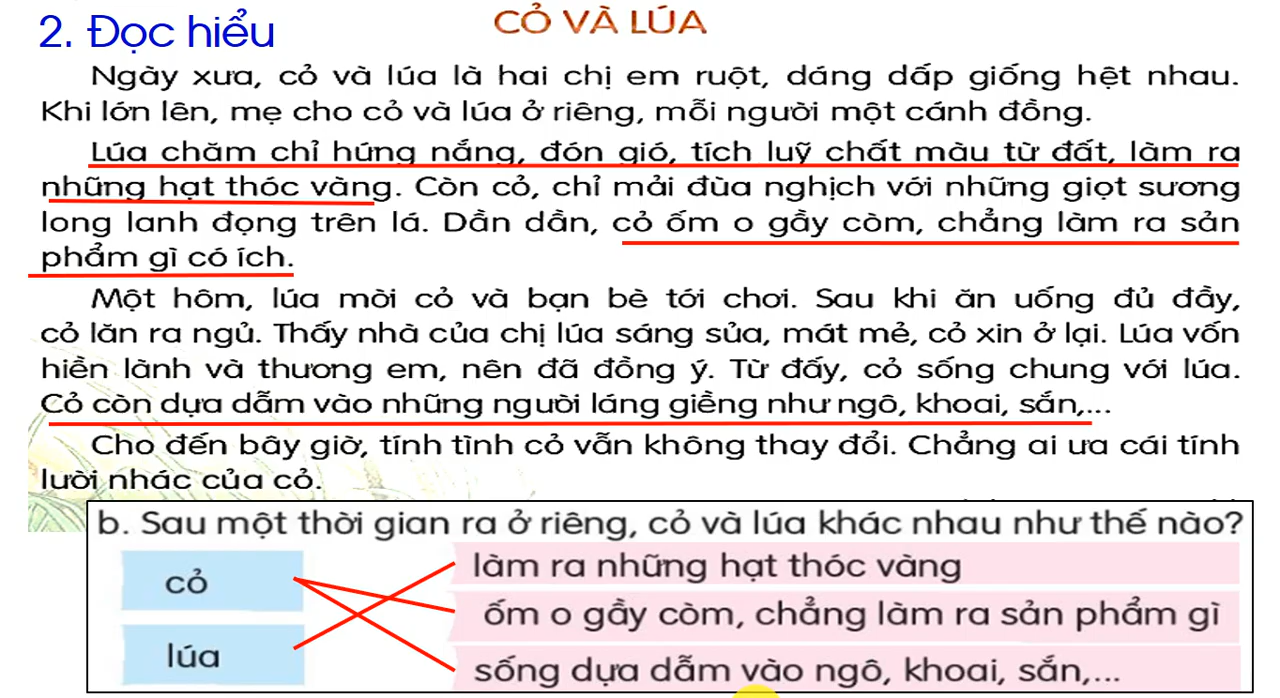 2. Đọc hiểu
CỎ VÀ LÚA
Ngày xưa, cỏ và lúa là hai chị em ruột, dáng dấp giống hệt nhau.
Khi lớn lên, mẹ cho cỏ và lúa ở riêng, mỗi người một cánh đồng.
Lúa chăm chỉ hứng nắng, đón gió, tích luỹ chất màu từ đất, làm ra
những hạt thóc vàng. Còn cỏ, chỉ mải đùa nghịch với những giọt sương
long lanh đọng trên lá. Dần dần, cỏ ốm o gầy còm, chẳng làm ra sản
phẩm gì có ích.
Một hôm, lúa mời cỏ và bạn bè tới chơi. Sau khi ăn uống đủ đầy,
cỏ lăn ra ngủ. Thấy nhà của chị lúa sáng sủa, mát mẻ, cỏ xin ở lại. Lúa vốn
hiền lành và thương em, nên đã đồng ý. Từ đấy, cỏ sống chung với lúa.
Cỏ còn dựa dẫm vào những người láng giềng như ngô, khoai, sắn,...
Cho đến bây giờ, tính tình cỏ vẫn không thay đổi. Chẳng ai ưa cái tính
lười nhác của cỏ.
b. Sau một thời gian ra ở riêng, cỏ và lúa khác nhau như thế nào?
cỏ
lúa
làm ra những hạt thóc vàng
ốm o gầy còm, chẳng làm ra sản phẩm gì
sống dựa dẫm vào ngô, khoai, sắn,...